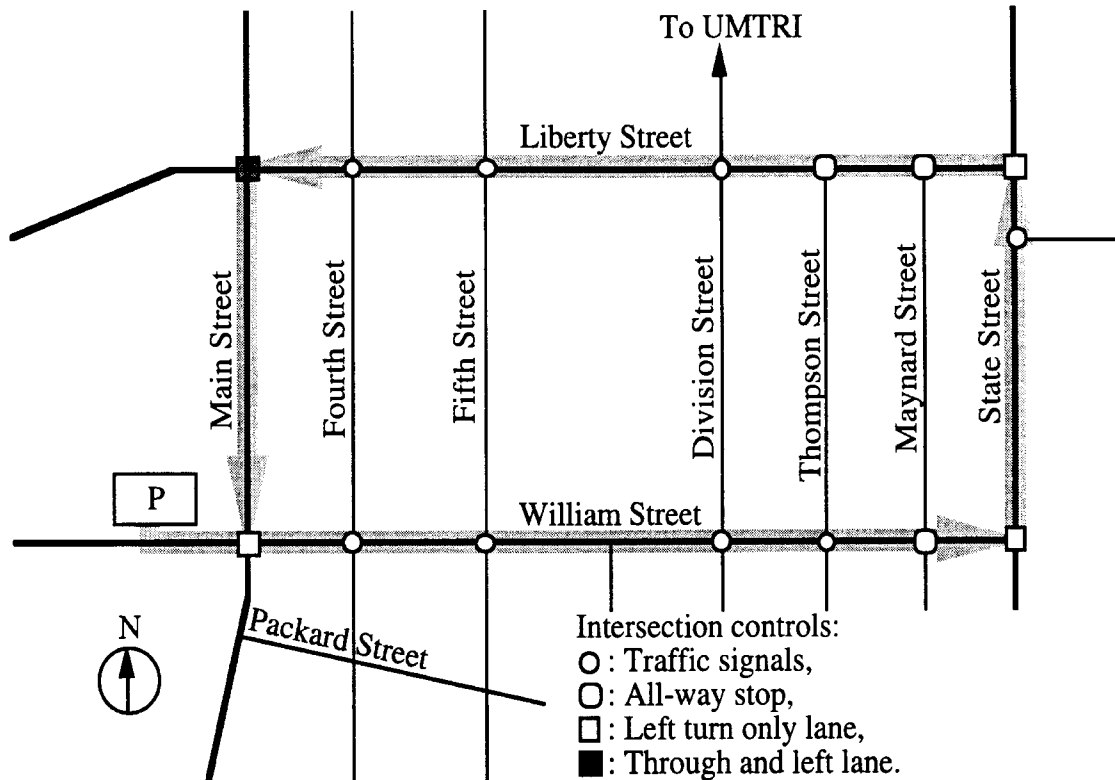 To UMTRI
Liberty Street
Main Street
Fourth Street
Fifth Street
Division Street
Thompson Street
Maynard Street
State Street
P
William Street
N
Packard Street
Intersection controls:
: Traffic signals,
: All-way stop,
: Left turn only lane,
: Through and left lane.